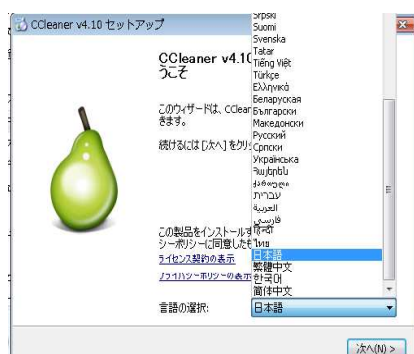 CCleaner v4.10 セットアップ
CCleaner v4.10
うこそ
このウィザードは、CClear
きます。
続けるには [次へ] をクリッ
この製品をインストールす
シーポリシーに同意したも
ライセンス契約の表示
プライバシーポリシーの表示
言語の選択:
Srpski
Suomi
Svenska
Tatar
Tiếng Việt
Türkçe
Ελληνικά
Беларуская
Български
Македонски
Русский
Српски
Українська
Հայերեն
ქართული
עברית
العربية
فارسی
हिन्दी
ไทย
日本語
繁體中文
한국어
简体中文
日本語
次へ(N) >